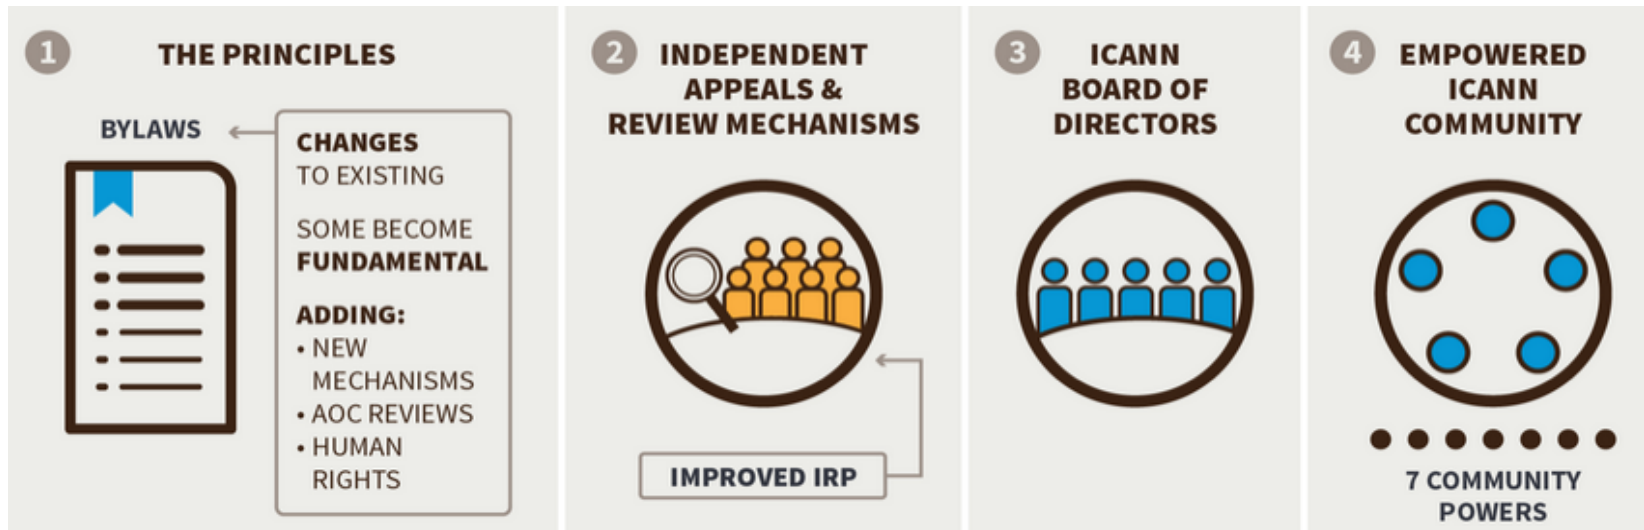 1
THE PRINCIPLES
BYLAWS
CHANGES
TO EXISTING
SOME BECOME
FUNDAMENTAL
ADDING:
• NEW
MECHANISMS
• AOC REVIEWS
• HUMAN
RIGHTS
2
INDEPENDENT
APPEALS &
REVIEW MECHANISMS
IMPROVED IRP
3
ICANN
BOARD OF
DIRECTORS
4
EMPOWERED
ICANN
COMMUNITY
7 COMMUNITY
POWERS